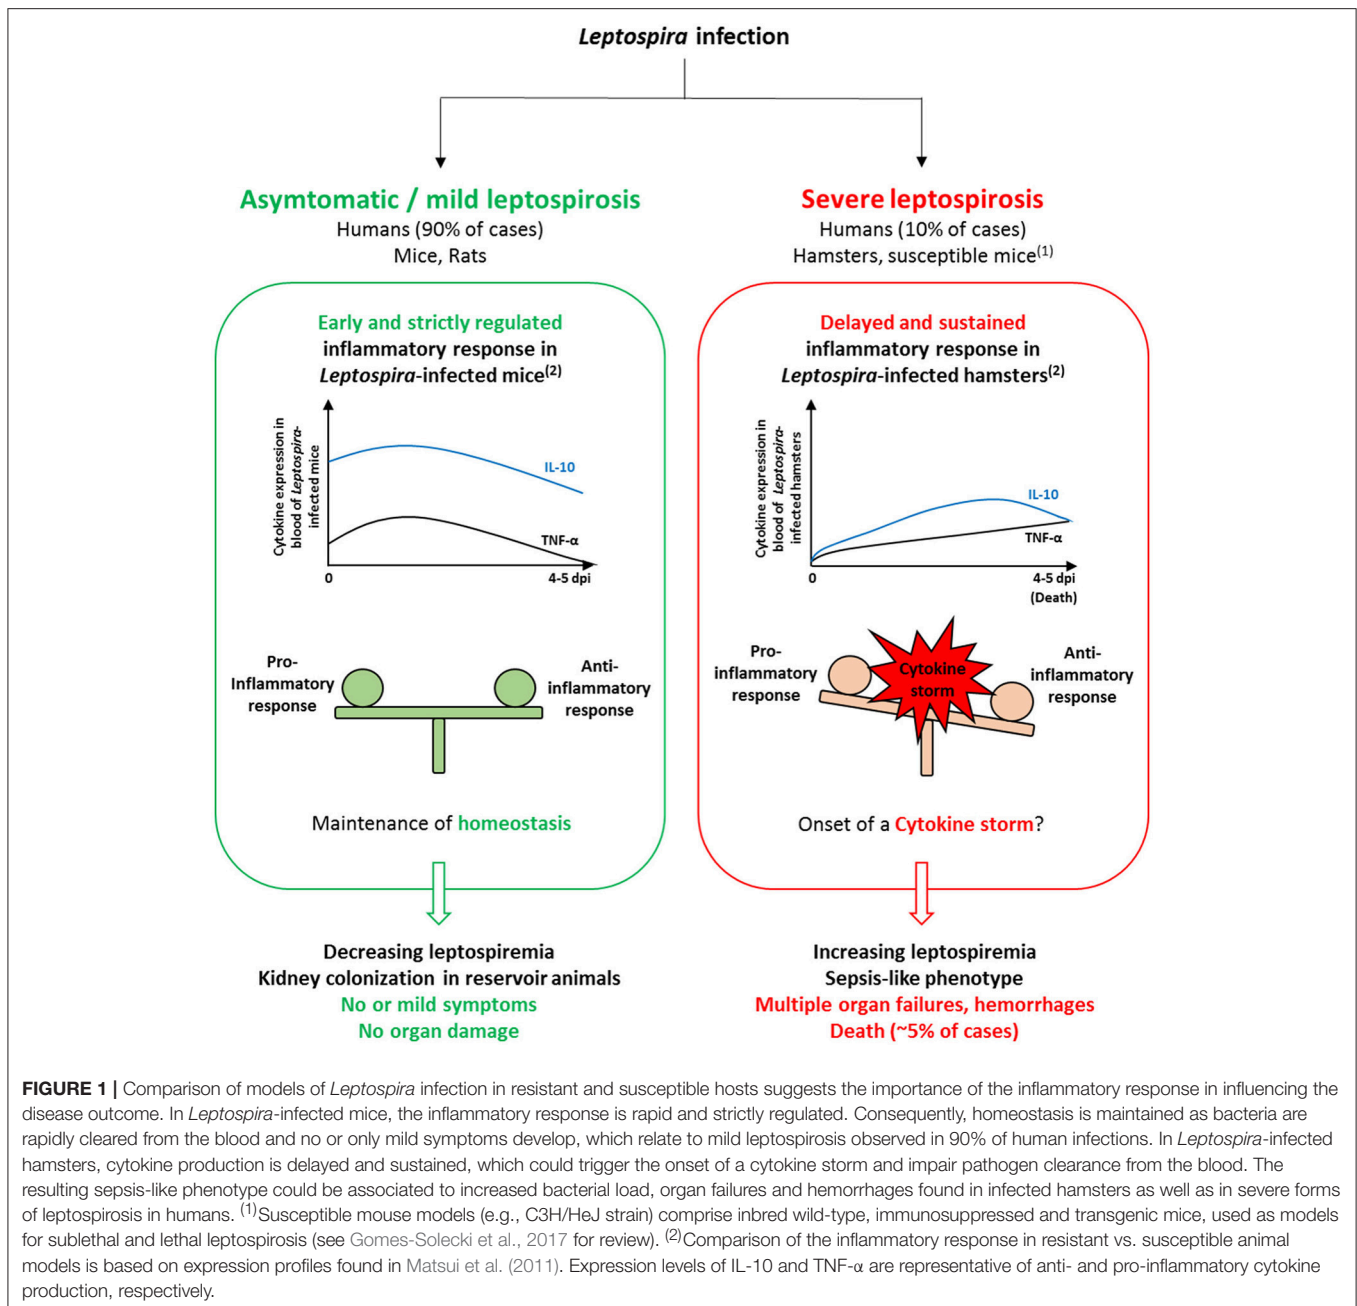 Leptospira infection
Asymtomatic / mild leptospirosis
Humans (90% of cases)
Mice, Rats
Early and strictly regulated
inflammatory response in
Leptospira-infected mice(2)
Cytokine expression in
blood of Leptospira-
infected mice
IL-10
TNF-α
0
4-5 dpi
Pro-
Inflammatory
response
Anti-
inflammatory
response
Maintenance of homeostasis
Decreasing leptospiremia
Kidney colonization in reservoir animals
No or mild symptoms
No organ damage
Severe leptospirosis
Humans (10% of cases)
Hamsters, susceptible mice(1)
Delayed and sustained
inflammatory response in
Leptospira-infected hamsters(2)
Cytokine expression in
blood of Leptospira-
infected hamsters
IL-10
TNF-α
0
4-5 dpi
(Death)
Pro-
inflammatory
response
Cytokine
storm
Anti-
inflammatory
response
Onset of a Cytokine storm?
Increasing leptospiremia
Sepsis-like phenotype
Multiple organ failures, hemorrhages
Death (~5% of cases)
FIGURE 1 | Comparison of models of Leptospira infection in resistant and susceptible hosts suggests the importance of the inflammatory response in influencing the
disease outcome. In Leptospira-infected mice, the inflammatory response is rapid and strictly regulated. Consequently, homeostasis is maintained as bacteria are
rapidly cleared from the blood and no or only mild symptoms develop, which relate to mild leptospirosis observed in 90% of human infections. In Leptospira-infected
hamsters, cytokine production is delayed and sustained, which could trigger the onset of a cytokine storm and impair pathogen clearance from the blood. The
resulting sepsis-like phenotype could be associated to increased bacterial load, organ failures and hemorrhages found in infected hamsters as well as in severe forms
of leptospirosis in humans. (1)Susceptible mouse models (e.g., C3H/HeJ strain) comprise inbred wild-type, immunosuppressed and transgenic mice, used as models
for sublethal and lethal leptospirosis (see Gomes-Solecki et al., 2017 for review). (2)Comparison of the inflammatory response in resistant vs. susceptible animal
models is based on expression profiles found in Matsui et al. (2011). Expression levels of IL-10 and TNF-α are representative of anti- and pro-inflammatory cytokine
production, respectively.